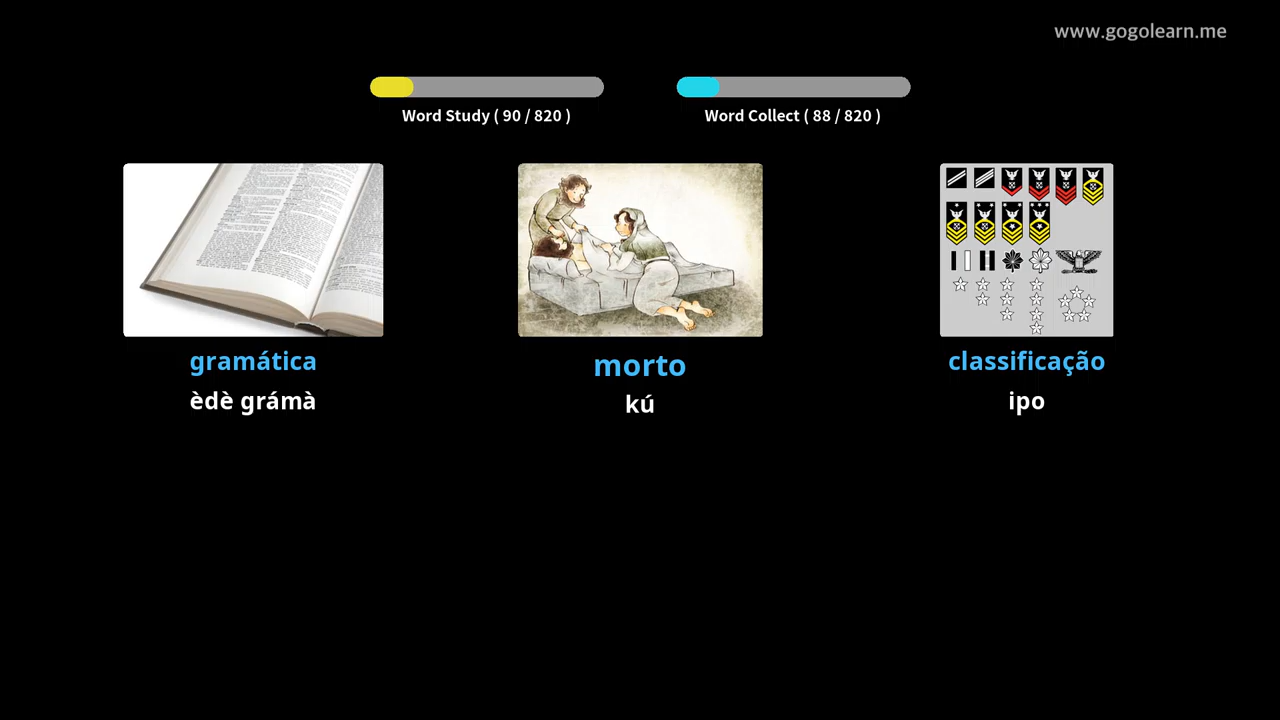 www.gogolearn.me
Word Study ( 90 / 820 )
Word Collect ( 88 / 820 )
gramática
èdè grámà
morto
kú
classificação
ipo